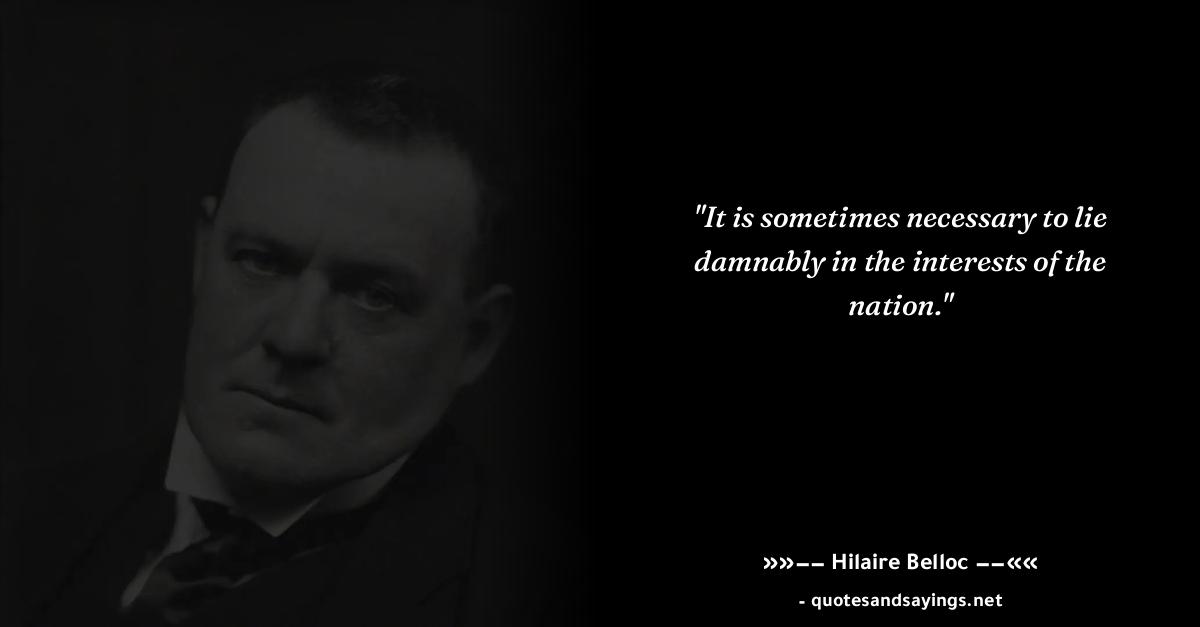 "It is sometimes necessary to lie
damnably in the interests of the
nation."
»»−− Hilaire Belloc −−««
- quotesandsayings.net